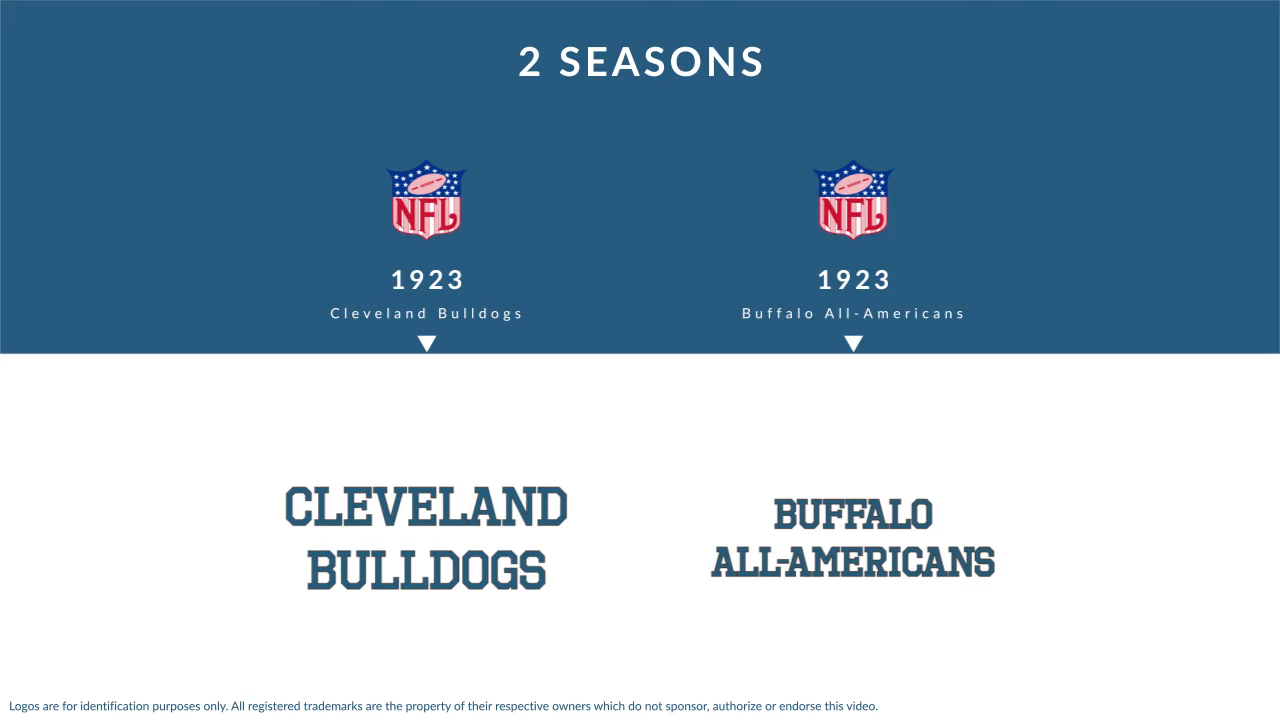 2 SEASONS
NFL
NFL
1923
1923
Cleveland Bulldogs
Buffalo All-Americans
CLEVELAND
BULLDOGS
BUFFALO
ALL-AMERICANS
Logos are for identification purposes only. All registered trademarks are the property of their respective owners which do not sponsor, authorize or endorse this video.